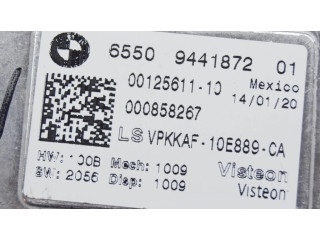 6550 9441872 01
00125611-10 Mexico
000858267 14/01/20
LS VPKKAF-10E889-CA
HW: 100B Mech: 1009 Visteon
SW: 2056 Disp: 1009 Visteon